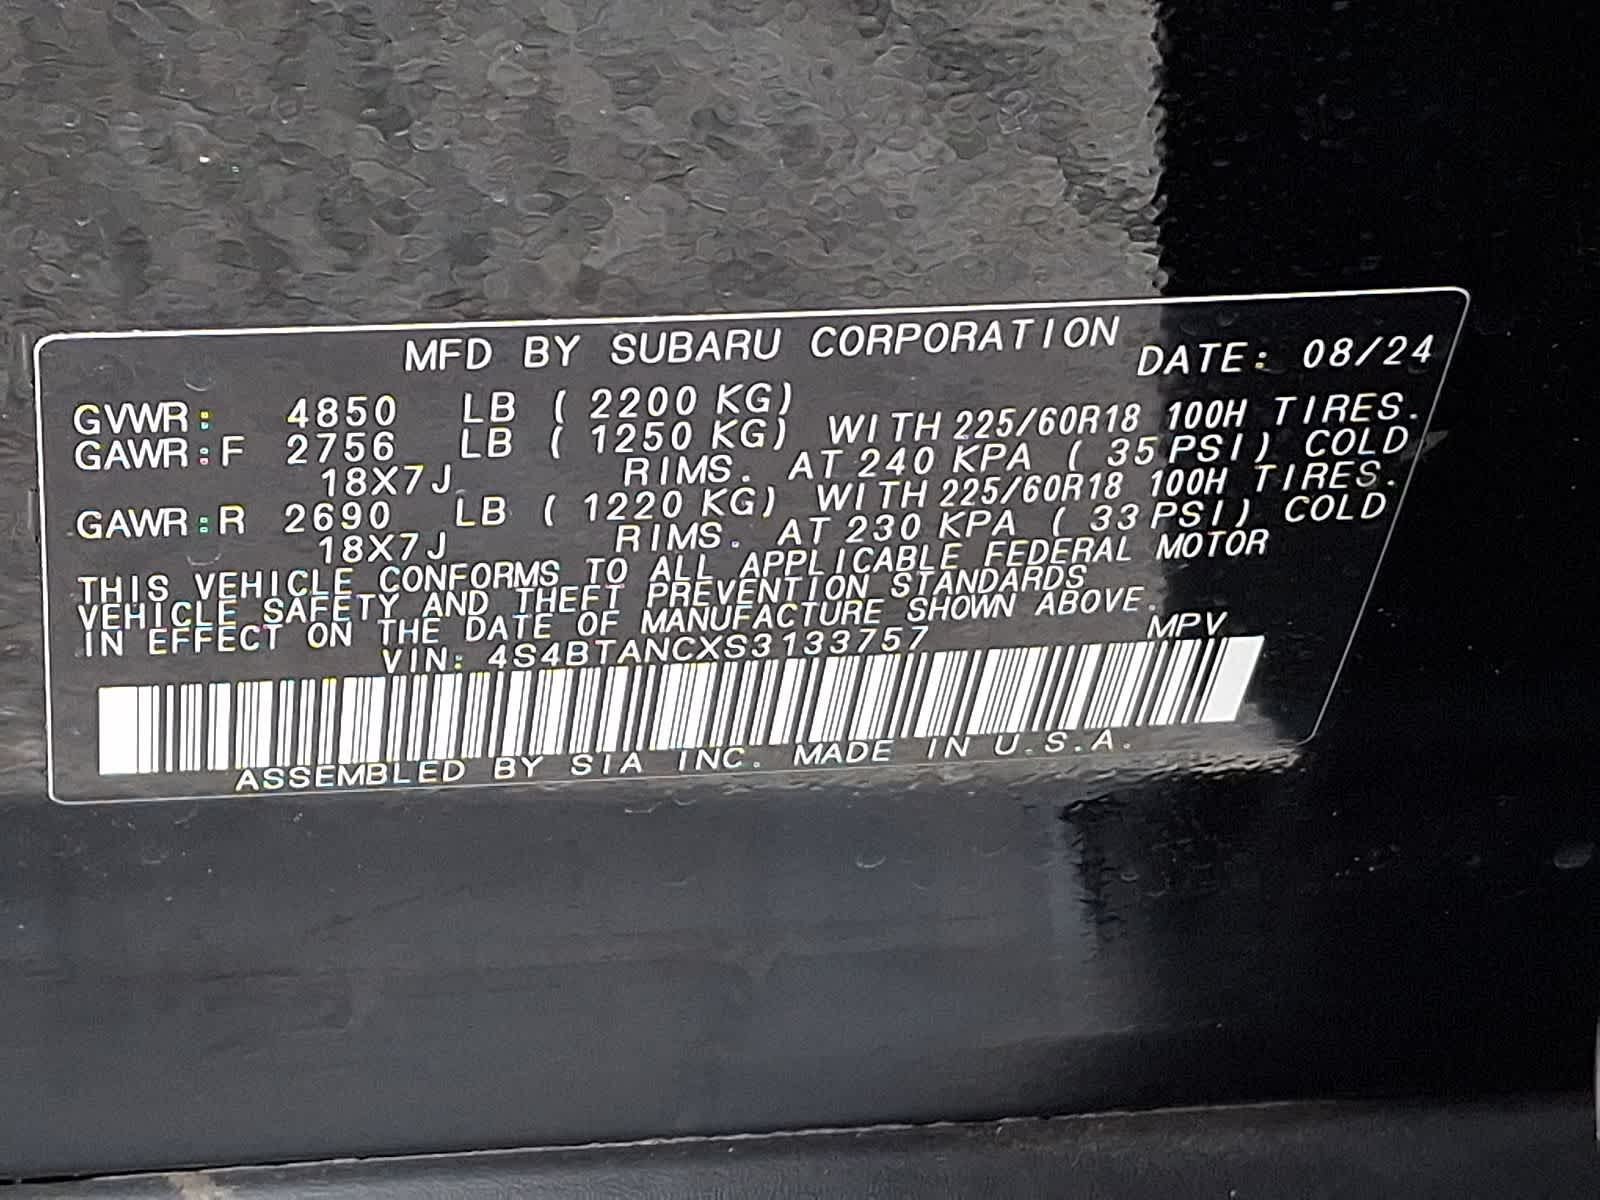 MFD BY SUBARU CORPORATION DATE: 08/24
GVWR: 4850 LB ( 2200 KG)
GAWR:F 2756 LB ( 1250 KG) WITH 225/60R18 100H TIRES.
18X7J RIMS. AT 240 KPA ( 35 PSI) COLD
GAWR:R 2690 LB ( 1220 KG) WITH 225/60R18 100H TIRES.
18X7J RIMS. AT 230 KPA ( 33 PSI) COLD
THIS VEHICLE CONFORMS TO ALL APPLICABLE FEDERAL MOTOR
VEHICLE SAFETY AND THEFT PREVENTION STANDARDS
IN EFFECT ON THE DATE OF MANUFACTURE SHOWN ABOVE.
VIN: 4S4BTANCXS3133757 MPV
ASSEMBLED BY SIA INC. MADE IN U.S.A.